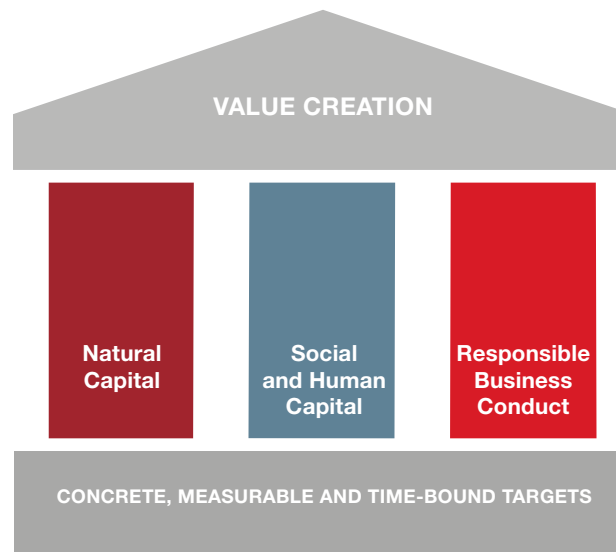 VALUE CREATION
Natural
Capital
Social
and Human
Capital
Responsible
Business
Conduct
CONCRETE, MEASURABLE AND TIME-BOUND TARGETS